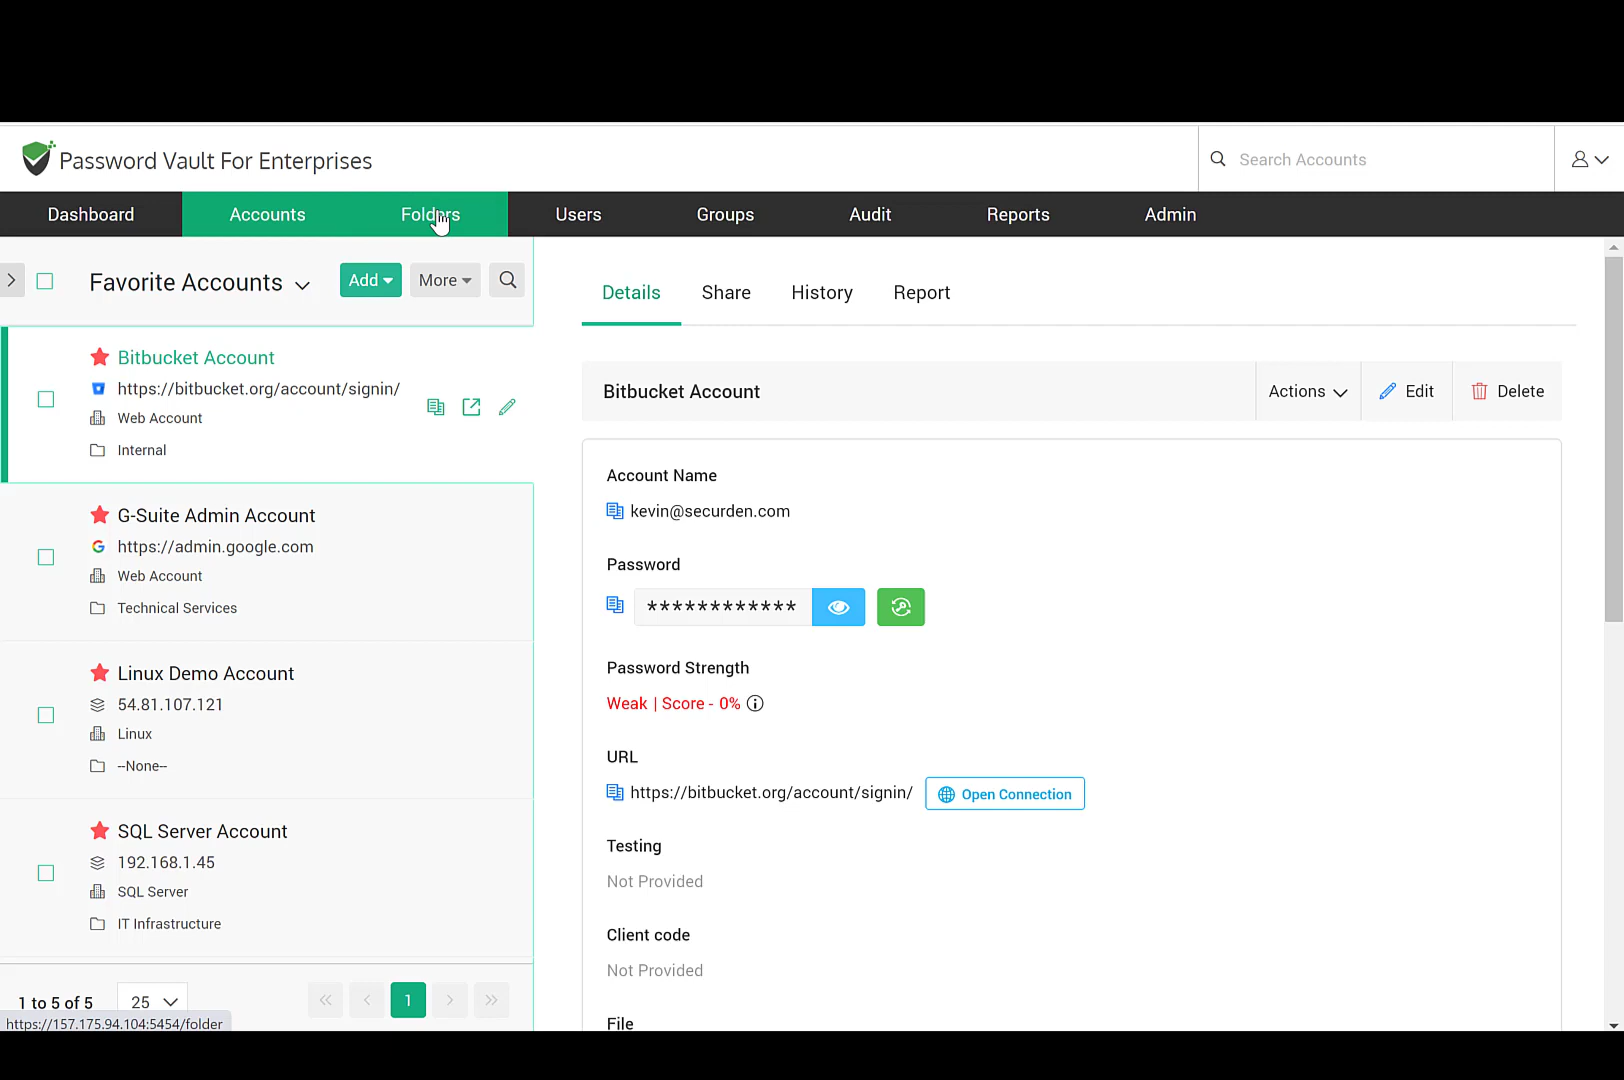 Password Vault For Enterprises
Search Accounts
Dashboard
Accounts
Folders
Users
Groups
Audit
Reports
Admin
Favorite Accounts
Add
More
Bitbucket Account
https://bitbucket.org/account/signin/
Web Account
Internal
G-Suite Admin Account
https://admin.google.com
Web Account
Technical Services
Linux Demo Account
54.81.107.121
Linux
--None--
SQL Server Account
192.168.1.45
SQL Server
IT Infrastructure
1 to 5 of 5
25
1
https://157.175.94.104:5454/folder
Details
Share
History
Report
Bitbucket Account
Actions
Edit
Delete
Account Name
kevin@securden.com
Password
************
Password Strength
Weak | Score - 0%
URL
https://bitbucket.org/account/signin/
Open Connection
Testing
Not Provided
Client code
Not Provided
File